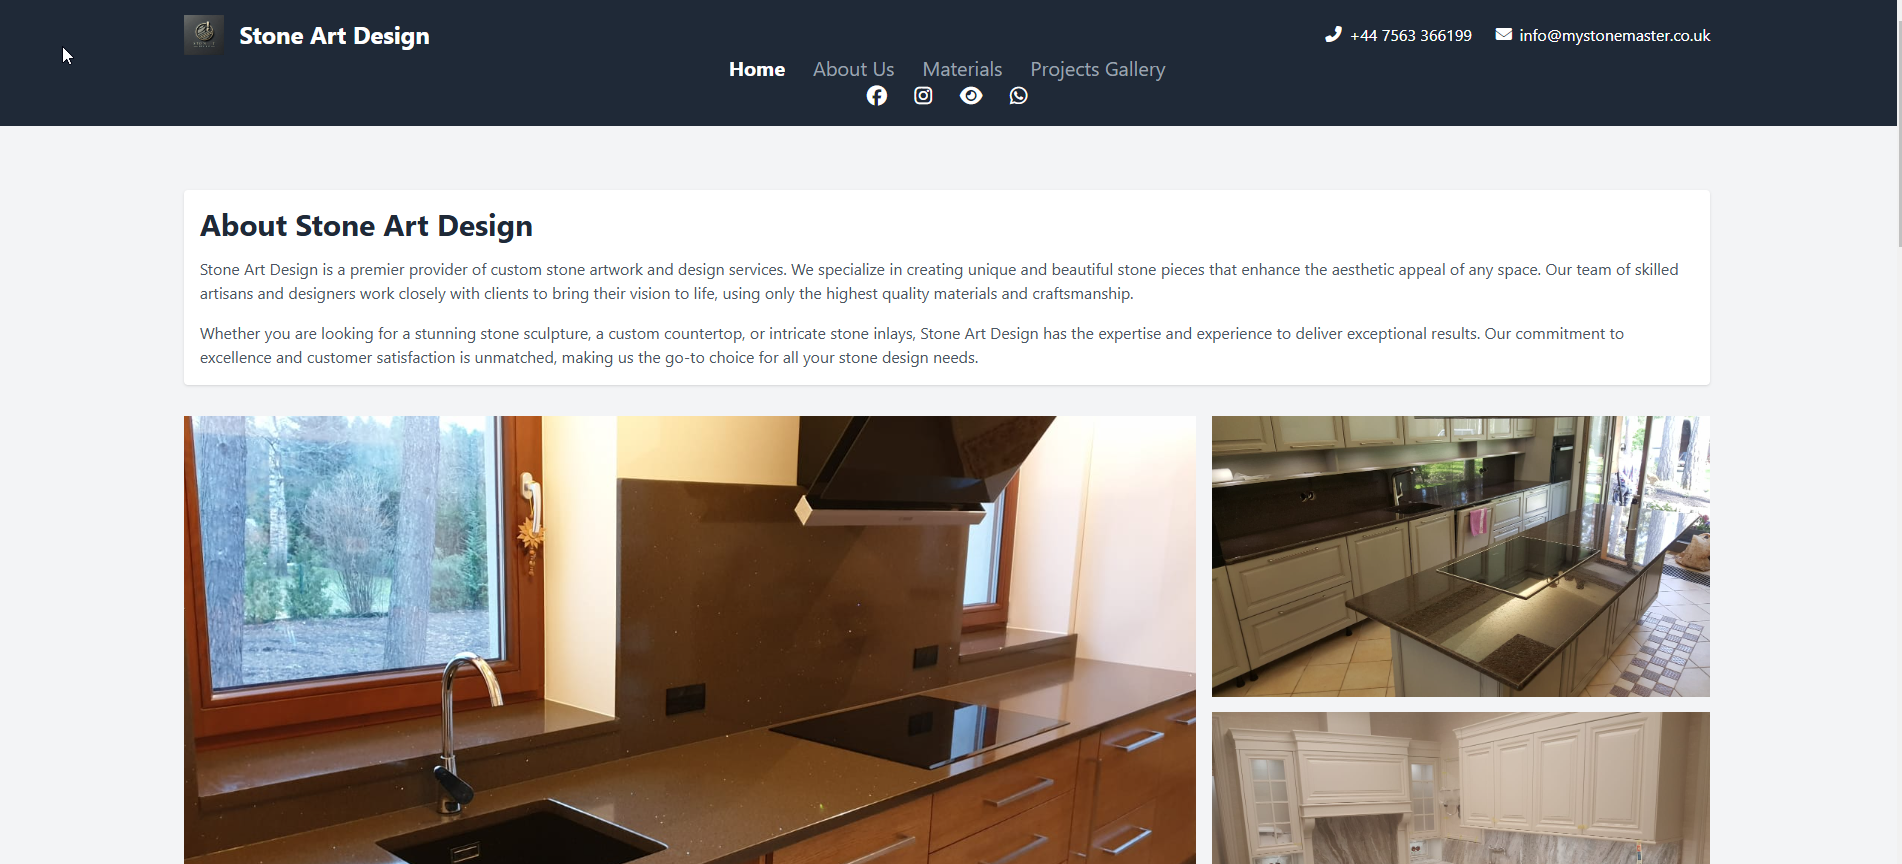 Stone Art Design
+44 7563 366199
info@mystonemaster.co.uk
Home About Us Materials Projects Gallery
About Stone Art Design
Stone Art Design is a premier provider of custom stone artwork and design services. We specialize in creating unique and beautiful stone pieces that enhance the aesthetic appeal of any space. Our team of skilled
artisans and designers work closely with clients to bring their vision to life, using only the highest quality materials and craftsmanship.
Whether you are looking for a stunning stone sculpture, a custom countertop, or intricate stone inlays, Stone Art Design has the expertise and experience to deliver exceptional results. Our commitment to
excellence and customer satisfaction is unmatched, making us the go-to choice for all your stone design needs.